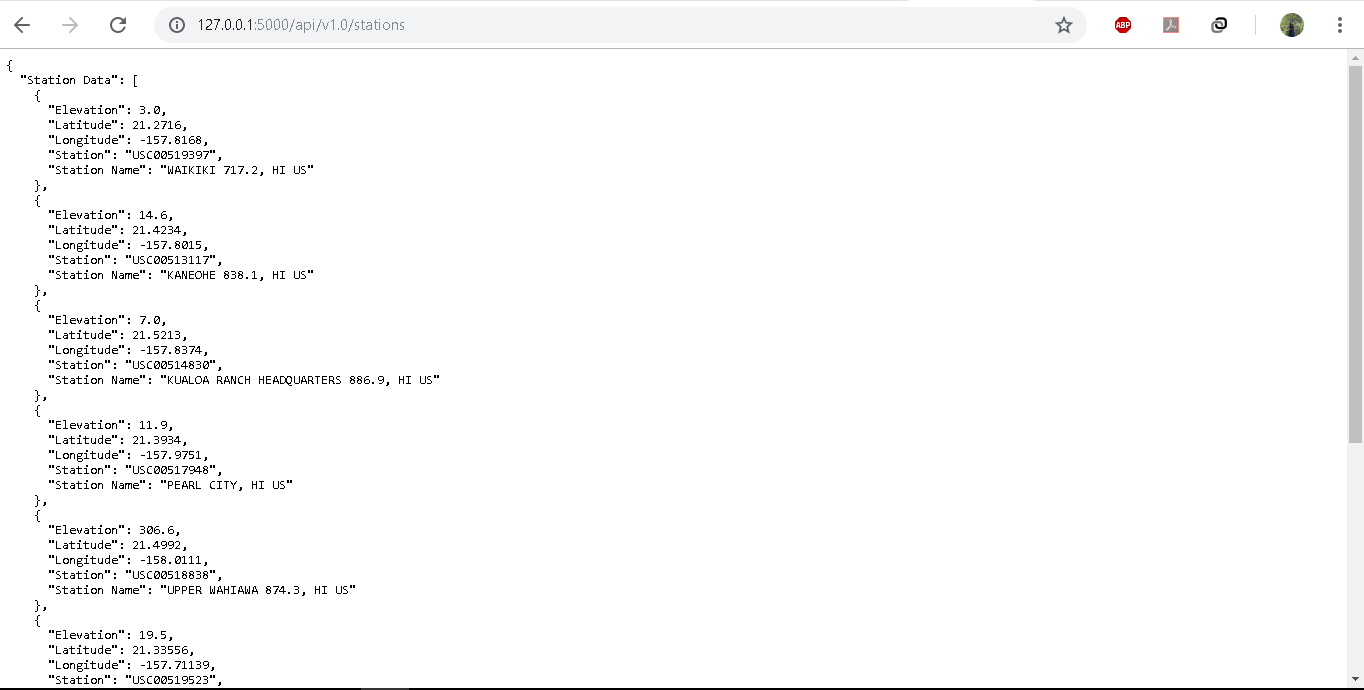 127.0.0.1:5000/api/v1.0/stations
ABP
{
"Station Data": [
{
"Elevation": 3.0,
"Latitude": 21.2716,
"Longitude": -157.8168,
"Station": "USC00519397",
"Station Name": "WAIKIKI 717.2, HI US"
},
{
"Elevation": 14.6,
"Latitude": 21.4234,
"Longitude": -157.8015,
"Station": "USC00513117",
"Station Name": "KANEOHE 838.1, HI US"
},
{
"Elevation": 7.0,
"Latitude": 21.5213,
"Longitude": -157.8374,
"Station": "USC00514830",
"Station Name": "KUALOA RANCH HEADQUARTERS 886.9, HI US"
},
{
"Elevation": 11.9,
"Latitude": 21.3934,
"Longitude": -157.9751,
"Station": "USC00517948",
"Station Name": "PEARL CITY, HI US"
},
{
"Elevation": 306.6,
"Latitude": 21.4992,
"Longitude": -158.0111,
"Station": "USC00518838",
"Station Name": "UPPER WAHIAWA 874.3, HI US"
},
{
"Elevation": 19.5,
"Latitude": 21.33556,
"Longitude": -157.71139,
"Station": "USC00519523",